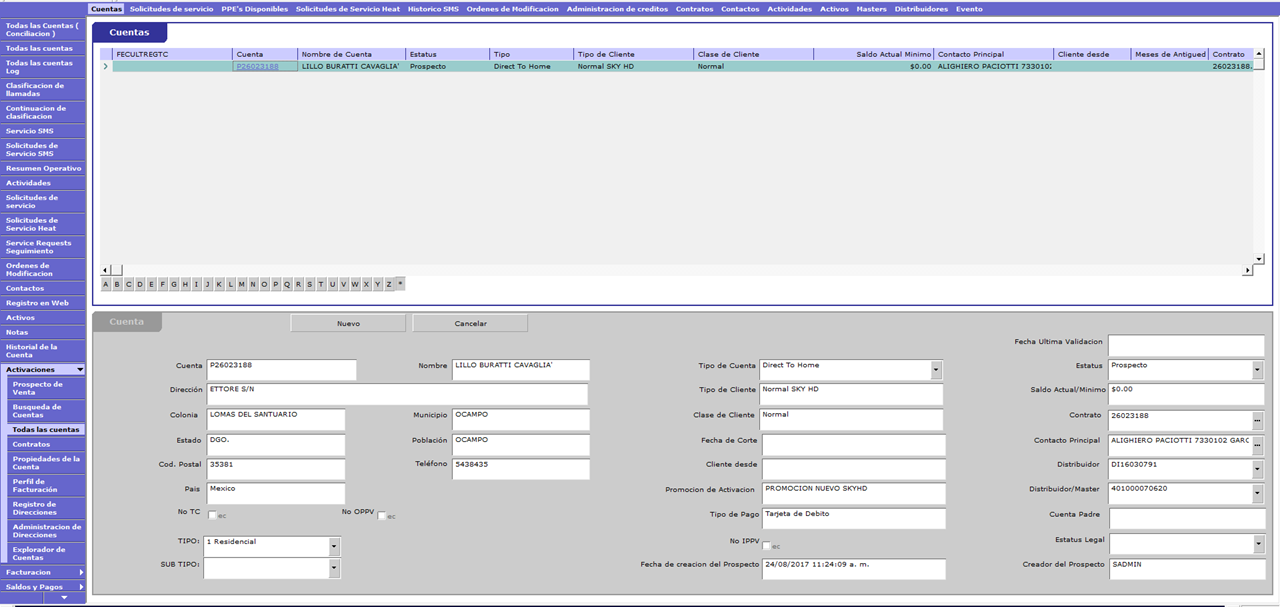 Cuentas Solicitudes de servicio PPE's Disponibles Solicitudes de Servicio Heat Historico SMS Ordenes de Modificacion Administracion de creditos Contratos Contactos Actividades Activos Masters Distribuidores Evento
Todas las Cuentas (
Conciliacion )
Todas las cuentas
Todas las cuentas
Log
Clasificacion de
llamadas
Continuacion de
clasificacion
Servicio SMS
Solicitudes de
Servicio SMS
Resumen Operativo
Actividades
Solicitudes de
servicio
Solicitudes de
Servicio Heat
Service Requests
Seguimiento
Ordenes de
Modificacion
Contactos
Registro en Web
Activos
Notas
Historial de la
Cuenta
Activaciones
Prospecto de
Venta
Busqueda de
Cuentas
Todas las cuentas
Contratos
Propiedades de la
Cuenta
Perfil de
Facturación
Registro de
Direcciones
Administracion de
Direcciones
Explorador de
Cuentas
Facturacion
Saldos y Pagos
Cuentas
FECULTREGTC Cuenta Nombre de Cuenta Estatus Tipo Tipo de Cliente Clase de Cliente Saldo Actual Minimo Contacto Principal Cliente desde Meses de Antigued Contrato
P26023188 LILLO BURATTI CAVAGLIA' Prospecto Direct To Home Normal SKY HD Normal $0.00 ALIGHIERO PACIOTTI 7330102 26023188.
A B C D E F G H I J K L M N O P Q R S T U V W X Y Z *
Cuenta Nuevo Cancelar
Fecha Ultima Validacion
Cuenta P26023188 Nombre LILLO BURATTI CAVAGLIA' Tipo de Cuenta Direct To Home Estatus Prospecto
Dirección ETTORE S/N Tipo de Cliente Normal SKY HD Saldo Actual/Minimo $0.00
Colonia LOMAS DEL SANTUARIO Municipio OCAMPO Clase de Cliente Normal Contrato 26023188
Estado DGO. Población OCAMPO Fecha de Corte Contacto Principal ALIGHIERO PACIOTTI 7330102 GARC
Cod. Postal 35381 Teléfono 5438435 Cliente desde Distribuidor DI16030791
Pais Mexico Promocion de Activacion PROMOCION NUEVO SKYHD Distribuidor/Master 401000070620
No TC ec No OPPV ec Tipo de Pago Tarjeta de Debito Cuenta Padre
TIPO: 1 Residencial No IPPV ec Estatus Legal
SUB TIPO: Fecha de creacion del Prospecto 24/08/2017 11:24:09 a. m. Creador del Prospecto SADMIN